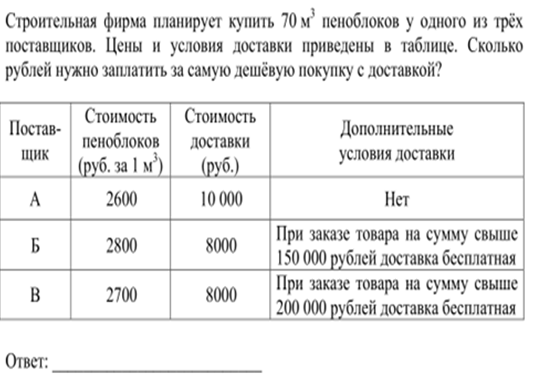 Строительная фирма планирует купить 70 м³ пеноблоков у одного из трёх
поставщиков. Цены и условия доставки приведены в таблице. Сколько
рублей нужно заплатить за самую дешёвую покупку с доставкой?
Постав-
щик
Стоимость
пеноблоков
(руб. за 1 м³)
Стоимость
доставки
(руб.)
Дополнительные
условия доставки
А 2600 10 000 Нет
Б 2800 8000 При заказе товара на сумму свыше
150 000 рублей доставка бесплатная
В 2700 8000 При заказе товара на сумму свыше
200 000 рублей доставка бесплатная
Ответ: